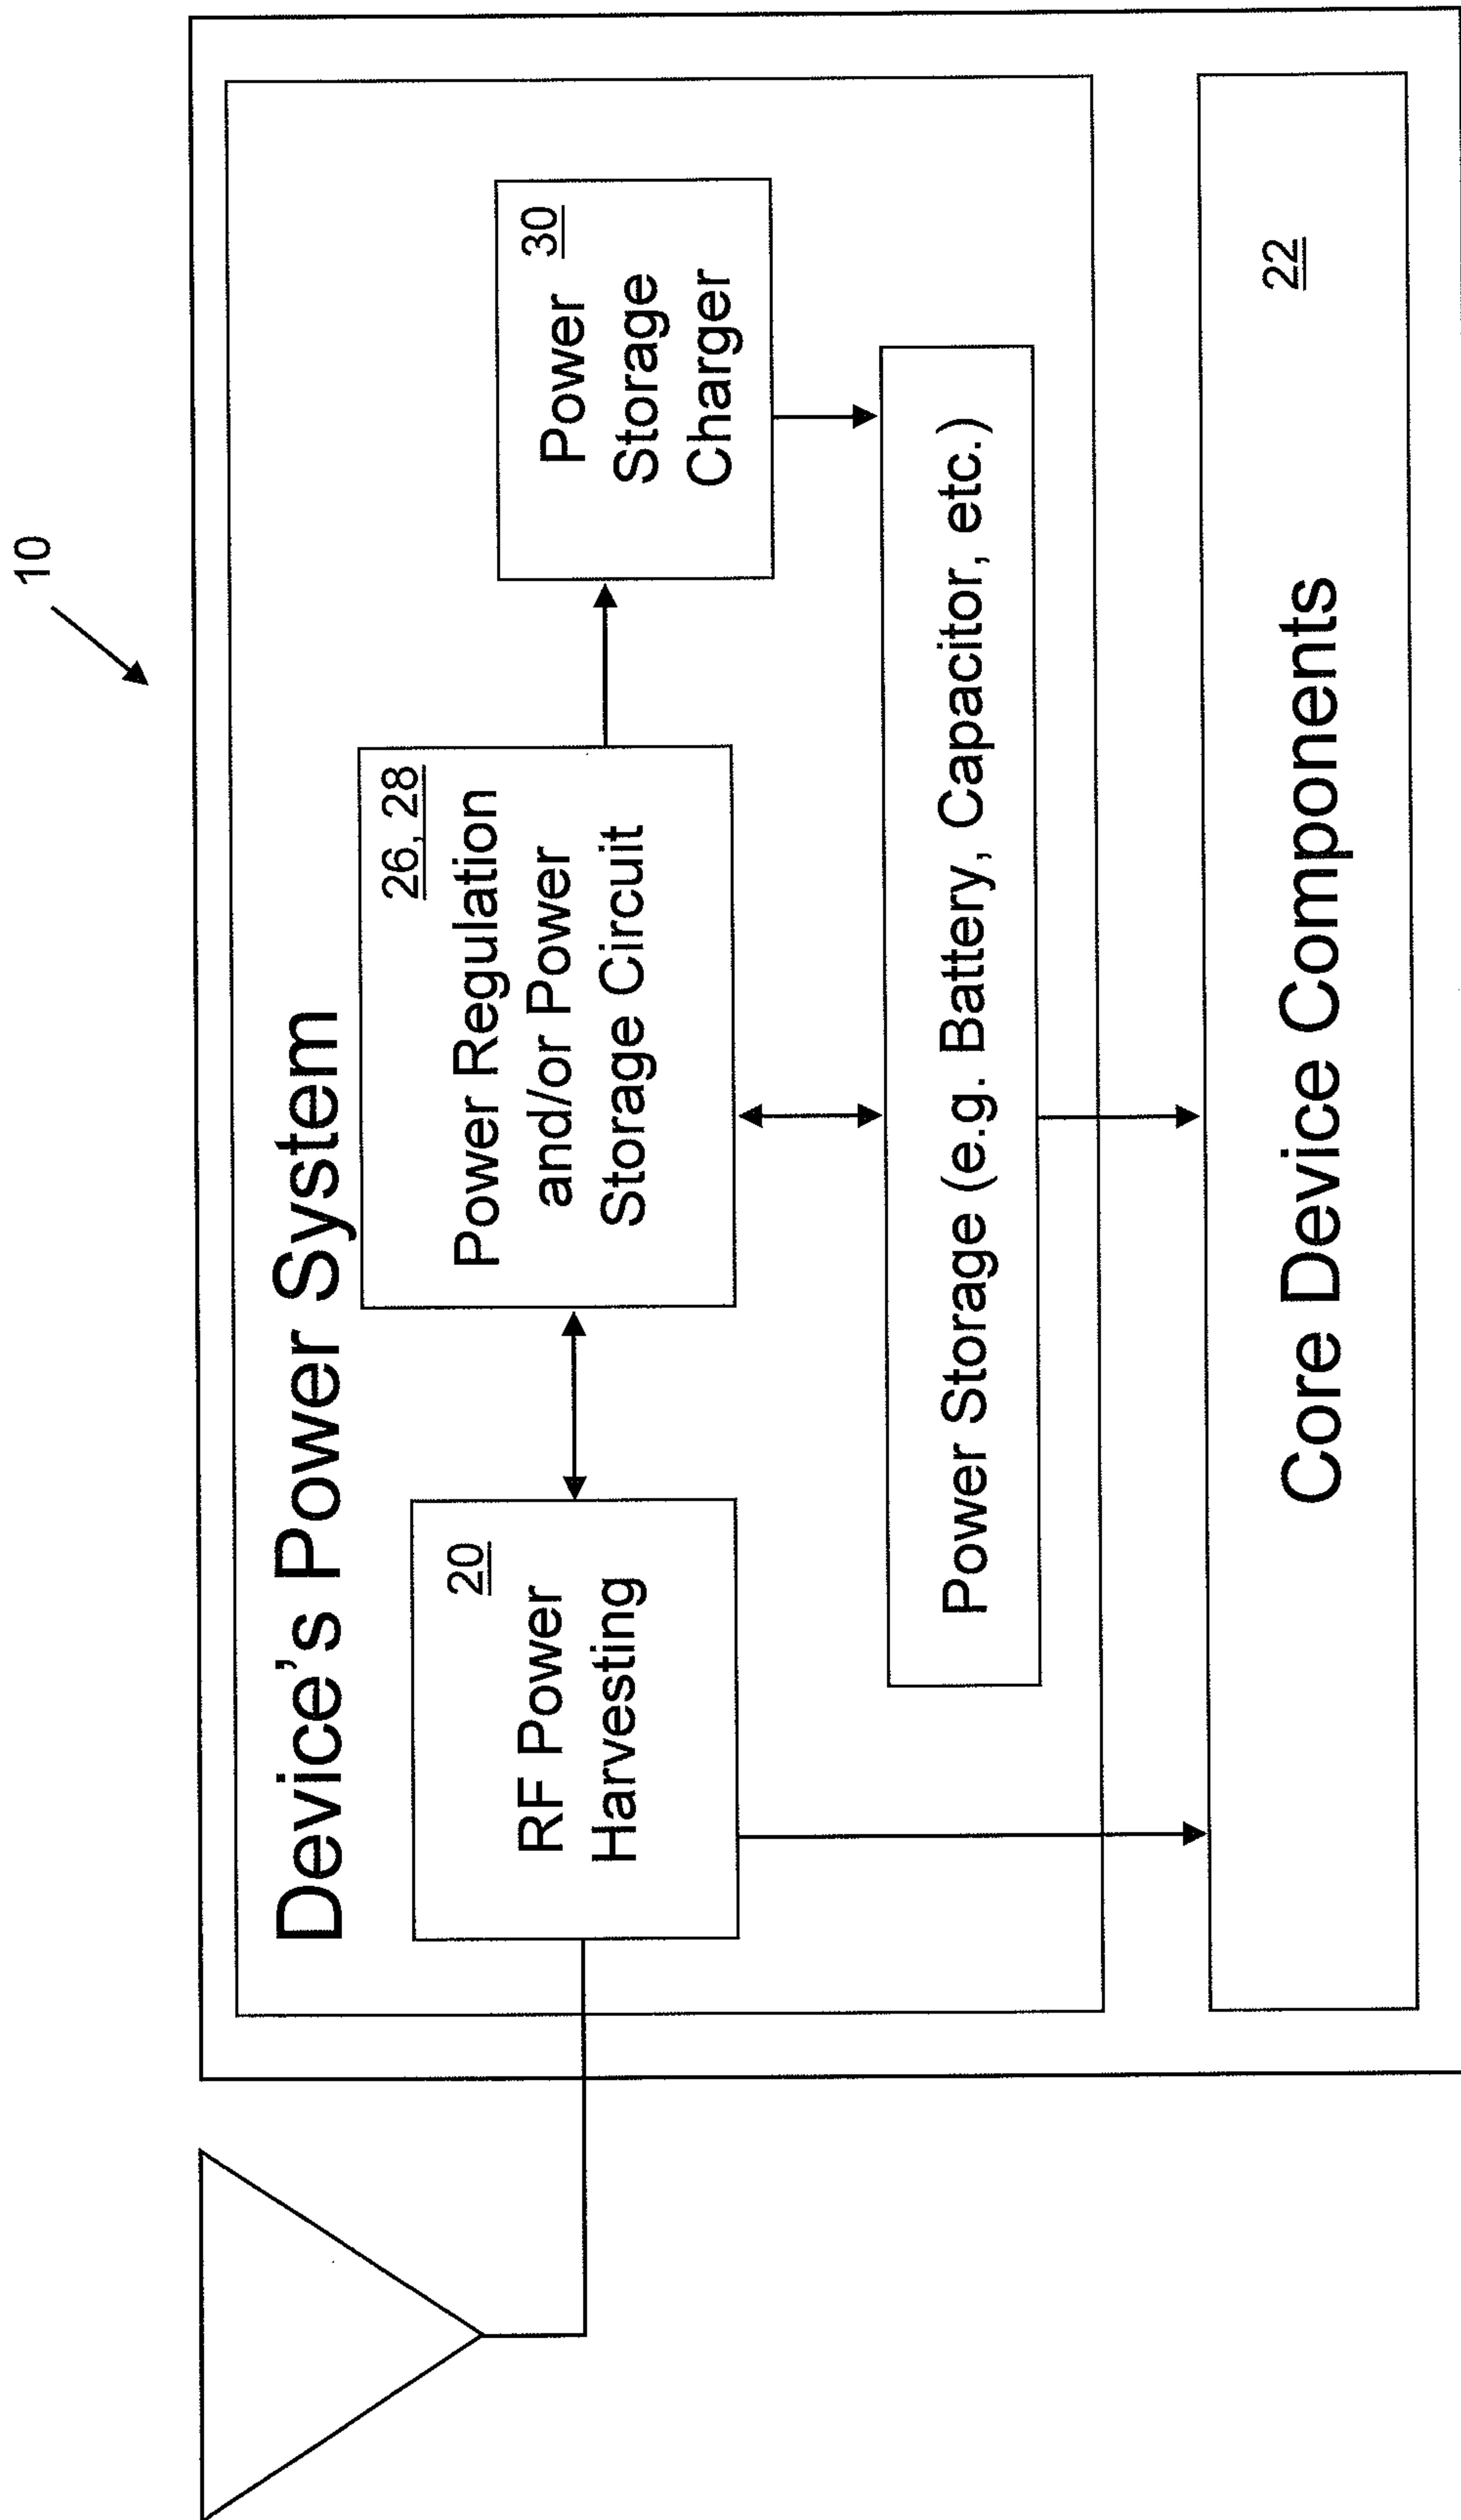 10
Device's Power System
20
RF Power
Harvesting
26, 28
Power Regulation
and/or Power
Storage Circuit
30
Power
Storage
Charger
Power Storage (e.g. Battery, Capacitor, etc.)
22
Core Device Components